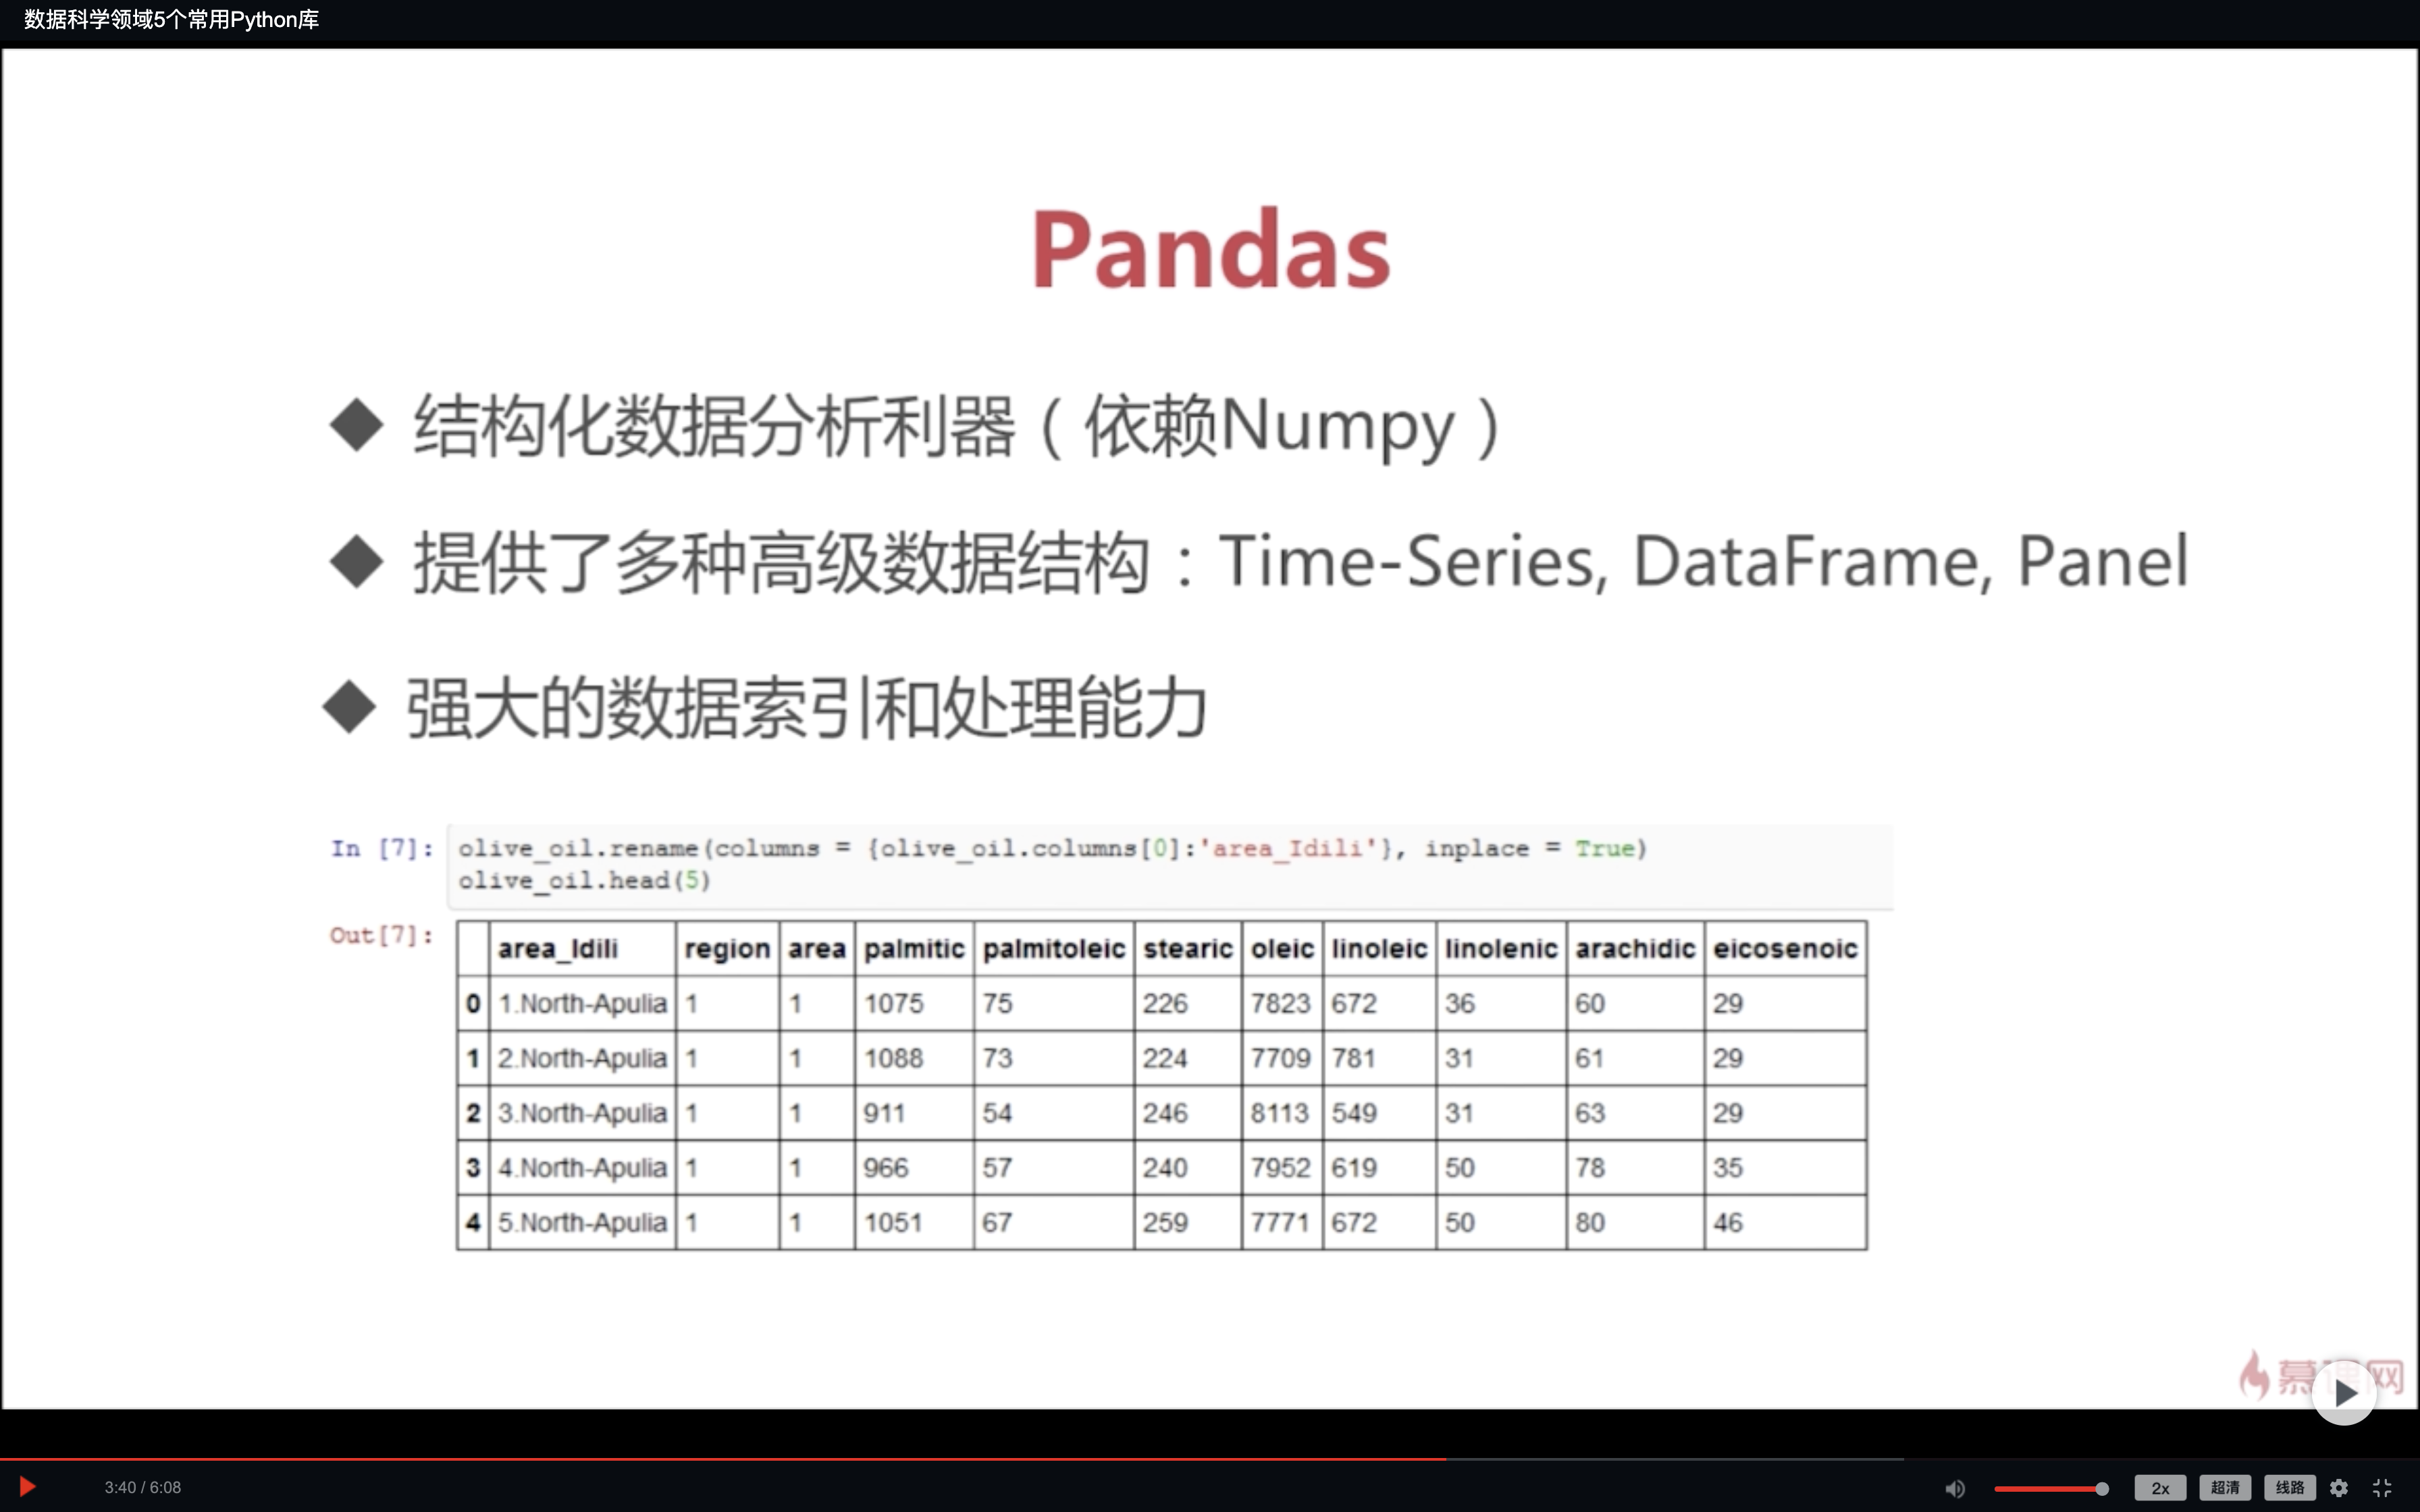 数据科学领域5个常用Python库
Pandas
◆ 结构化数据分析利器（依赖Numpy）
◆ 提供了多种高级数据结构：Time-Series, DataFrame, Panel
◆ 强大的数据索引和处理能力
In [7]: olive_oil.rename(columns = {olive_oil.columns[0]:'area_Idili'}, inplace = True)
olive_oil.head(5)
Out[7]:
area_Idili region area palmitic palmitoleic stearic oleic linoleic linolenic arachidic eicosenoic
0 1.North-Apulia 1 1 1075 75 226 7823 672 36 60 29
1 2.North-Apulia 1 1 1088 73 224 7709 781 31 61 29
2 3.North-Apulia 1 1 911 54 246 8113 549 31 63 29
3 4.North-Apulia 1 1 966 57 240 7952 619 50 78 35
4 5.North-Apulia 1 1 1051 67 259 7771 672 50 80 46
慕课网
3:40 / 6:08 2x 超清 线路